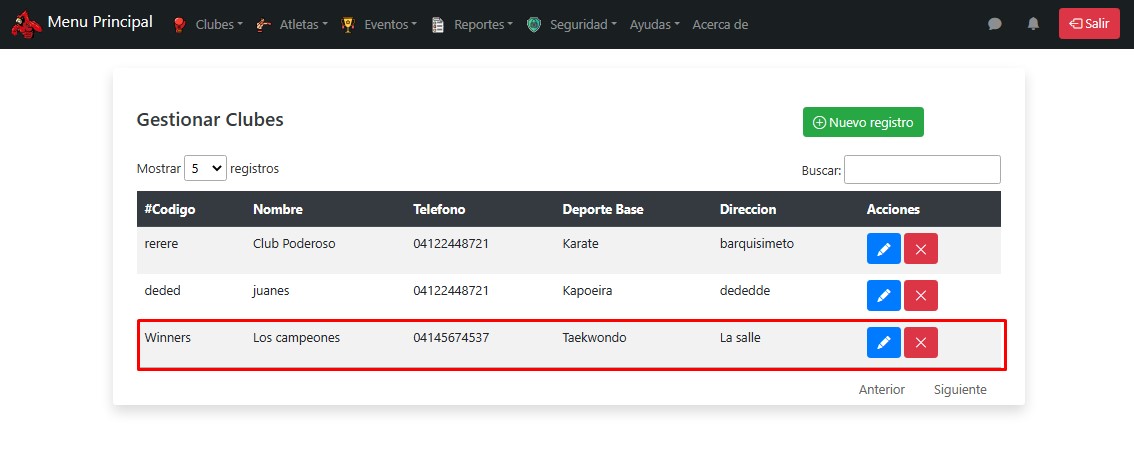 Menu Principal Clubes Atletas Eventos Reportes Seguridad Ayudas Acerca de Salir
Gestionar Clubes Nuevo registro
Mostrar 5 registros Buscar:
#Codigo Nombre Telefono Deporte Base Direccion Acciones
rerere Club Poderoso 04122448721 Karate barquisimeto
deded juanes 04122448721 Kapoeira dededde
Winners Los campeones 04145674537 Taekwondo La salle
Anterior Siguiente